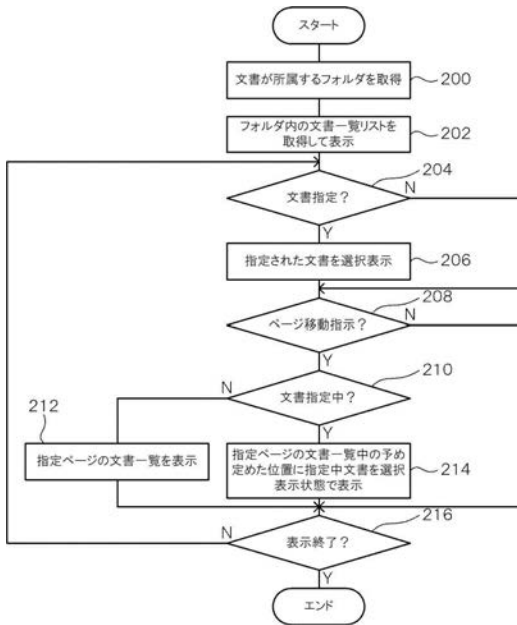 スタート
文書が所属するフォルダを取得
200
フォルダ内の文書一覧リストを
取得して表示
202
204
文書指定？
N
Y
指定された文書を選択表示
206
208
ページ移動指示？
N
Y
210
N
文書指定中？
Y
212
指定ページの文書一覧を表示
指定ページの文書一覧中の予め
定めた位置に指定中文書を選択
表示状態で表示
214
216
N
表示終了？
Y
エンド